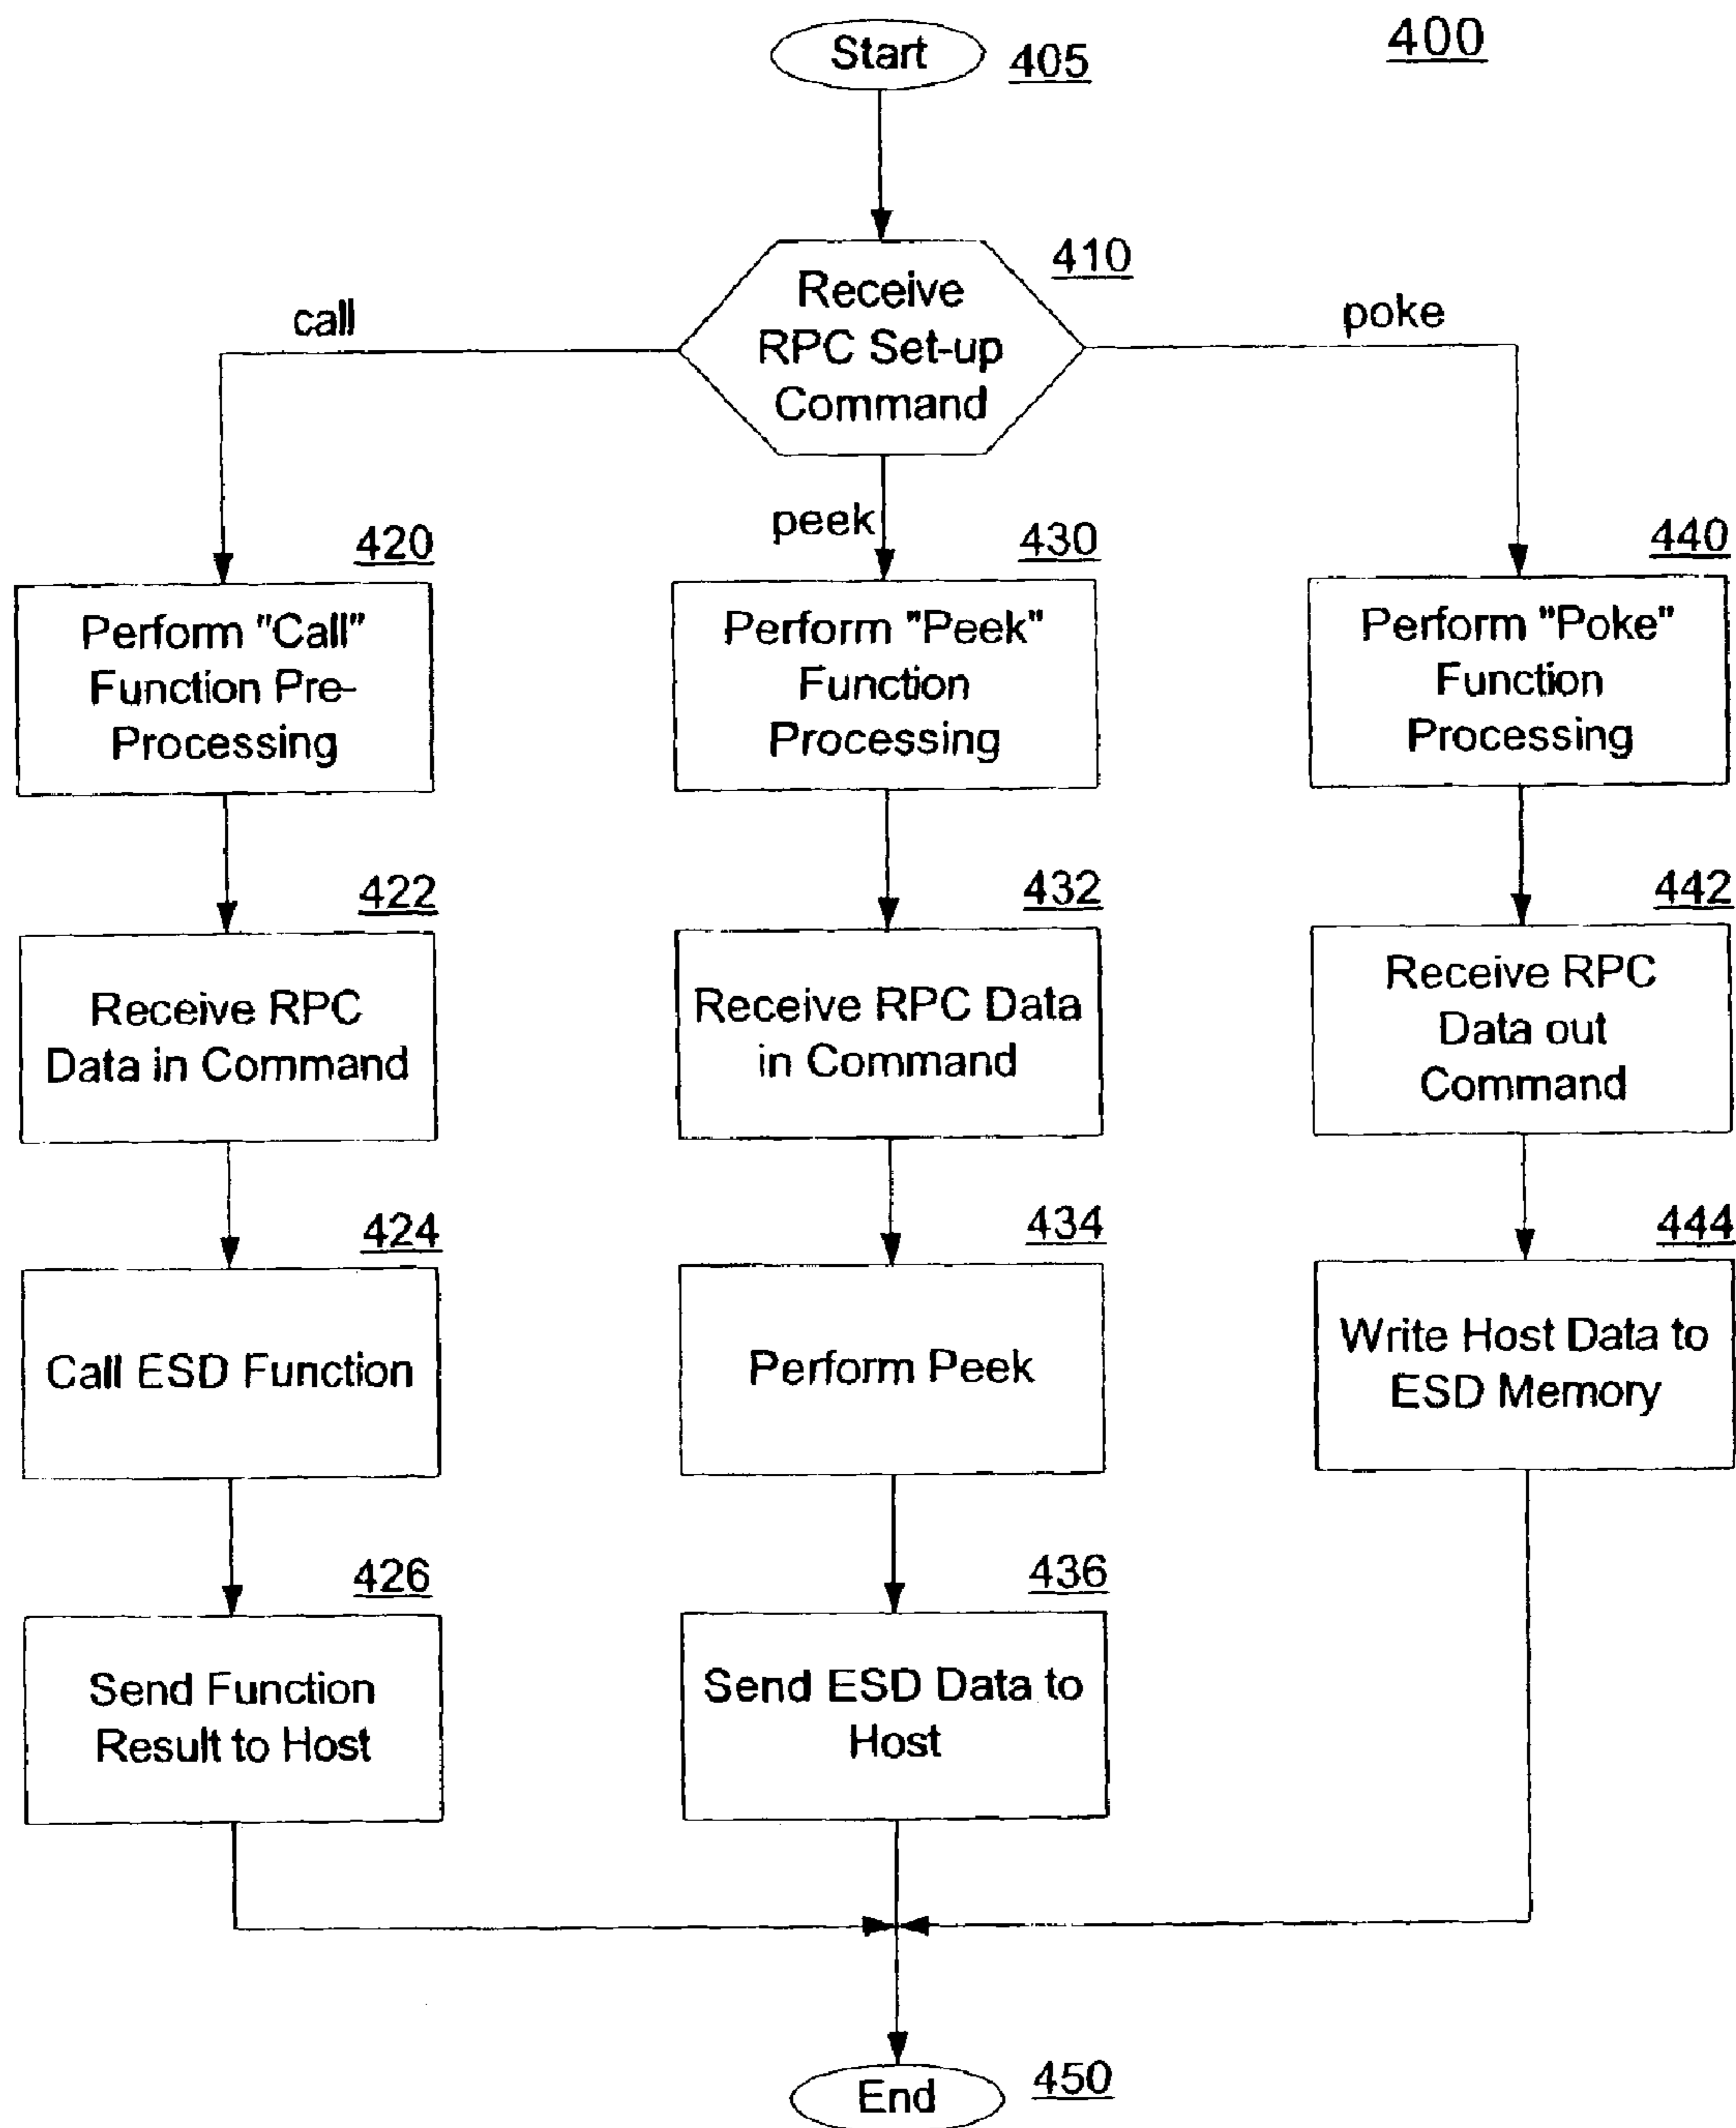 400
Start
405
Receive
RPC Set-up
Command
410
call
peek
poke
420
Perform "Call"
Function Pre-
Processing
430
Perform "Peek"
Function
Processing
440
Perform "Poke"
Function
Processing
422
Receive RPC
Data in Command
432
Receive RPC Data
in Command
442
Receive RPC
Data out
Command
424
Call ESD Function
434
Perform Peek
444
Write Host Data to
ESD Memory
426
Send Function
Result to Host
436
Send ESD Data to
Host
End
450